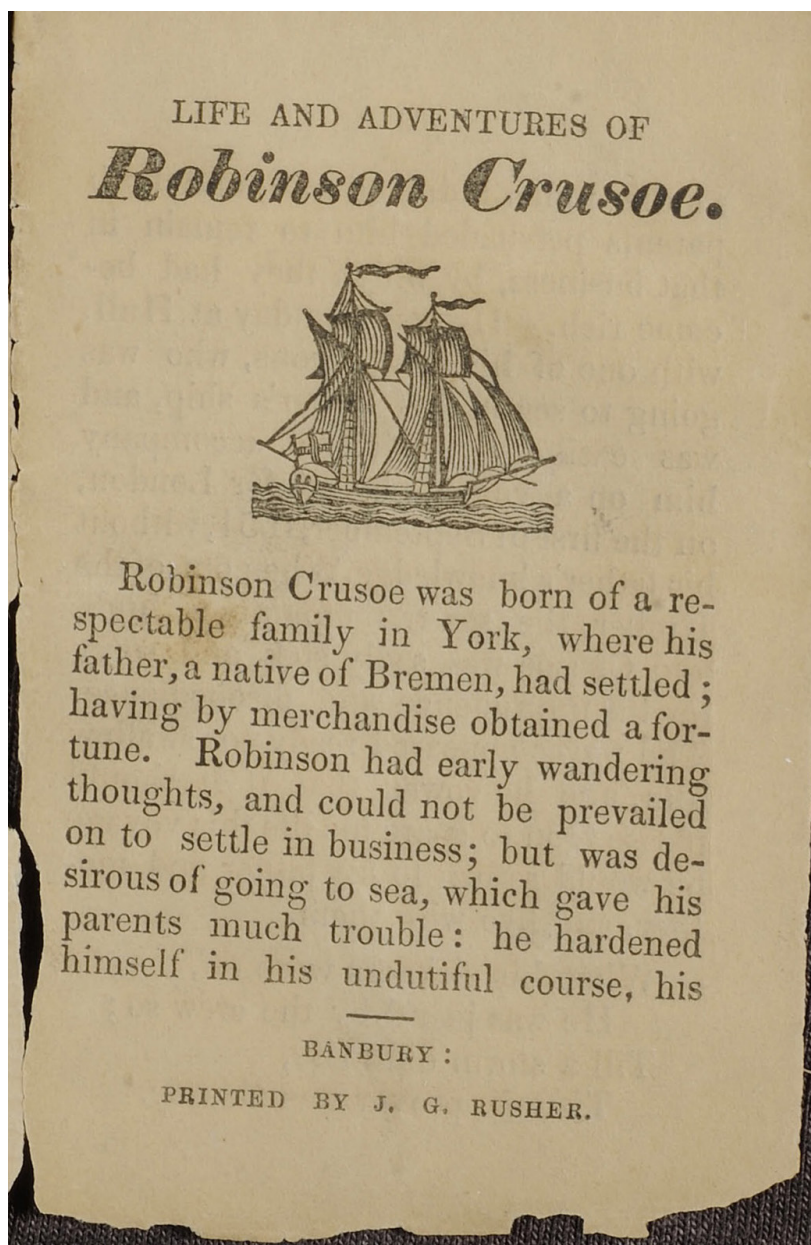 LIFE AND ADVENTURES OF
Robinson Crusoe.
Robinson Crusoe was born of a re-
spectable family in York, where his
father, a native of Bremen, had settled ;
having by merchandise obtained a for-
tune. Robinson had early wandering
thoughts, and could not be prevailed
on to settle in business; but was de-
sirous of going to sea, which gave his
parents much trouble: he hardened
himself in his undutiful course, his
BANBURY :
PRINTED BY J. G. RUSHER.